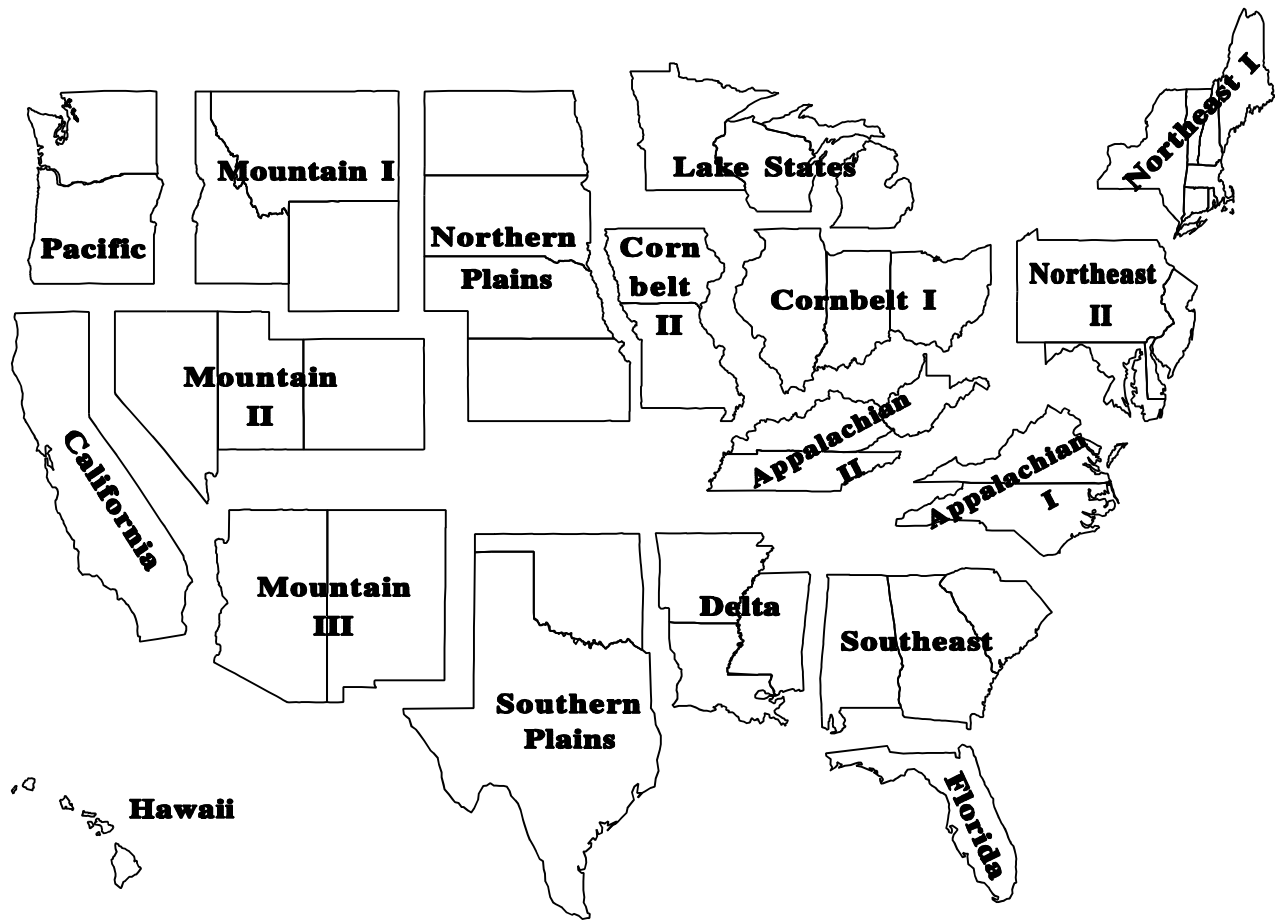 Northeast I
Mountain I
Lake States
Pacific
Northern
Plains
Corn
belt
II
Cornbelt I
Northeast
II
Mountain
II
California
Appalachian
II
Appalachian
I
Mountain
III
Delta
Southeast
Southern
Plains
Hawaii
Florida